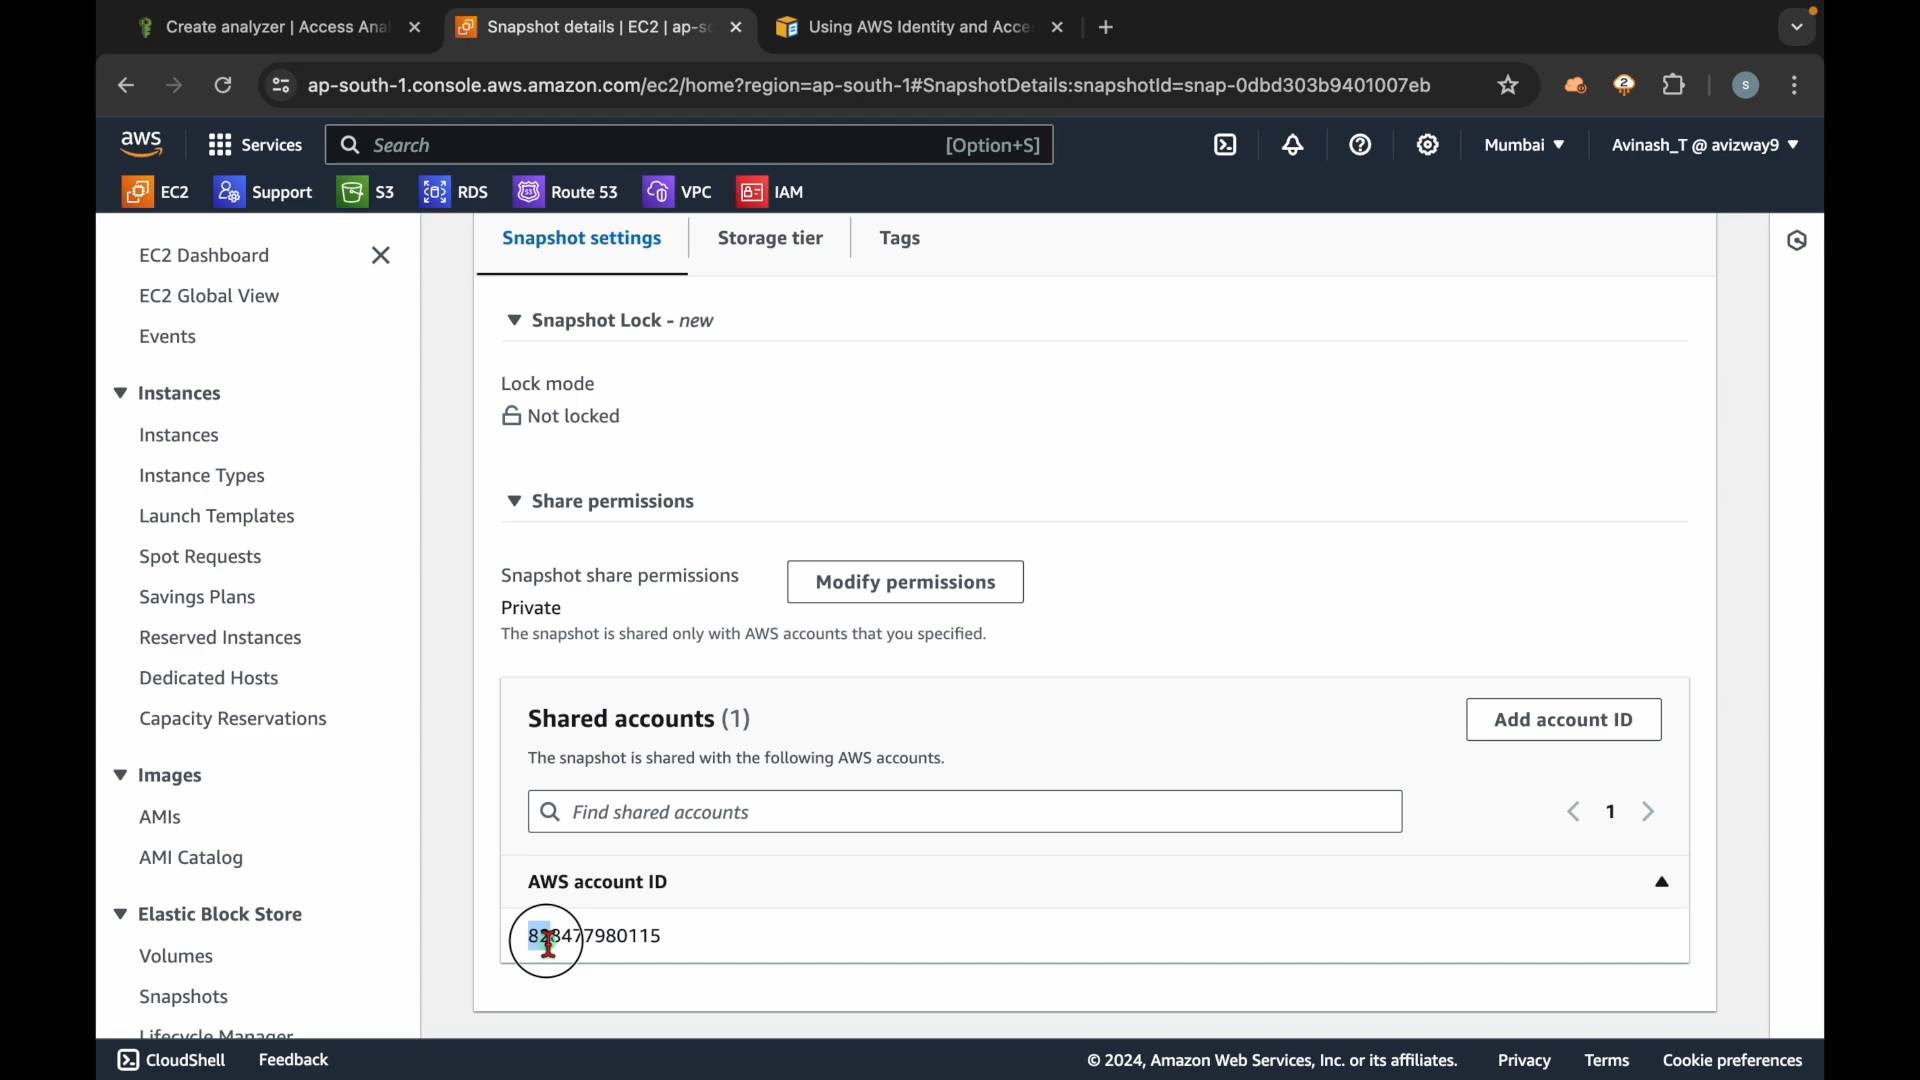 Create analyzer | Access Ana
Snapshot details | EC2 | ap-so
Using AWS Identity and Acce
ap-south-1.console.aws.amazon.com/ec2/home?region=ap-south-1#SnapshotDetails:snapshotId=snap-0dbd303b9401007eb
2
S
aws
Services
Search
[Option+S]
Mumbai
Avinash_T @ avizway9
EC2
Support
S3
RDS
Route 53
VPC
IAM
EC2 Dashboard
EC2 Global View
Events
Instances
Instances
Instance Types
Launch Templates
Spot Requests
Savings Plans
Reserved Instances
Dedicated Hosts
Capacity Reservations
Images
AMIs
AMI Catalog
Elastic Block Store
Volumes
Snapshots
Lifecycle Manager
Snapshot settings
Storage tier
Tags
Snapshot Lock - new
Lock mode
Not locked
Share permissions
Snapshot share permissions
Modify permissions
Private
The snapshot is shared only with AWS accounts that you specified.
Shared accounts (1)
Add account ID
The snapshot is shared with the following AWS accounts.
Find shared accounts
1
AWS account ID
828477980115
CloudShell
Feedback
© 2024, Amazon Web Services, Inc. or its affiliates.
Privacy
Terms
Cookie preferences